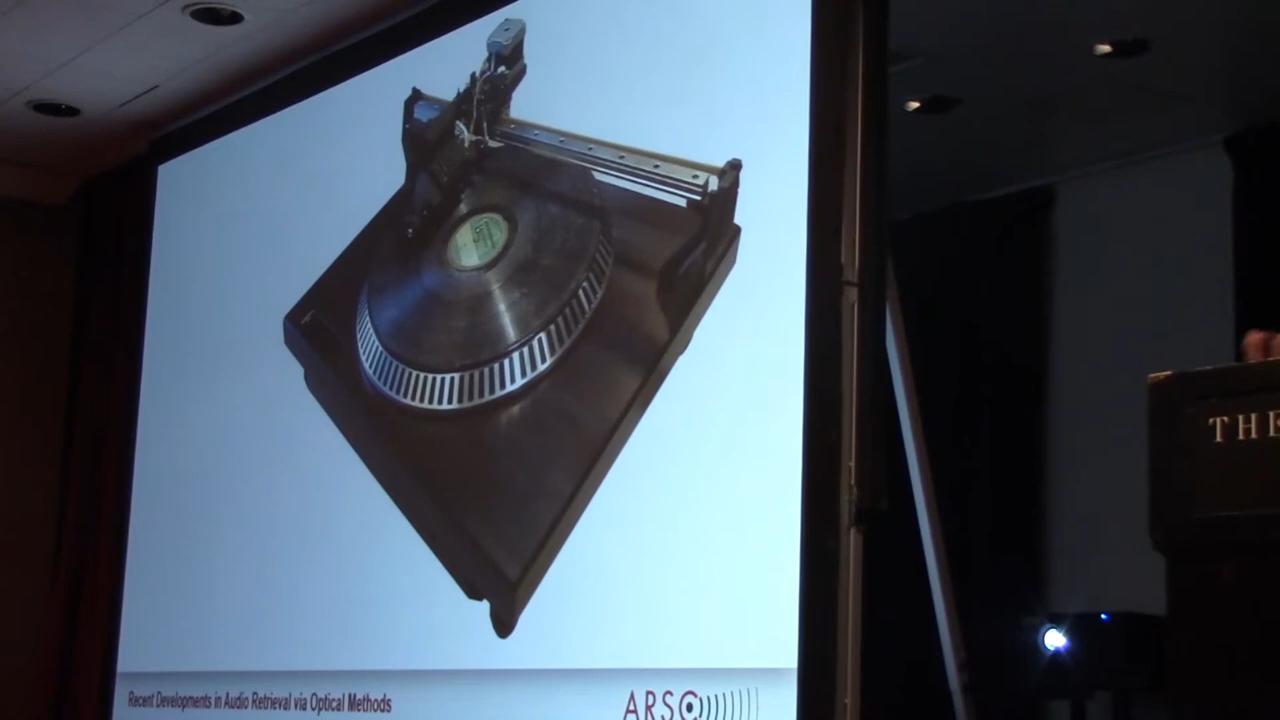 THE
Recent Developments in Audio Retrieval via Optical Methods
ARSC